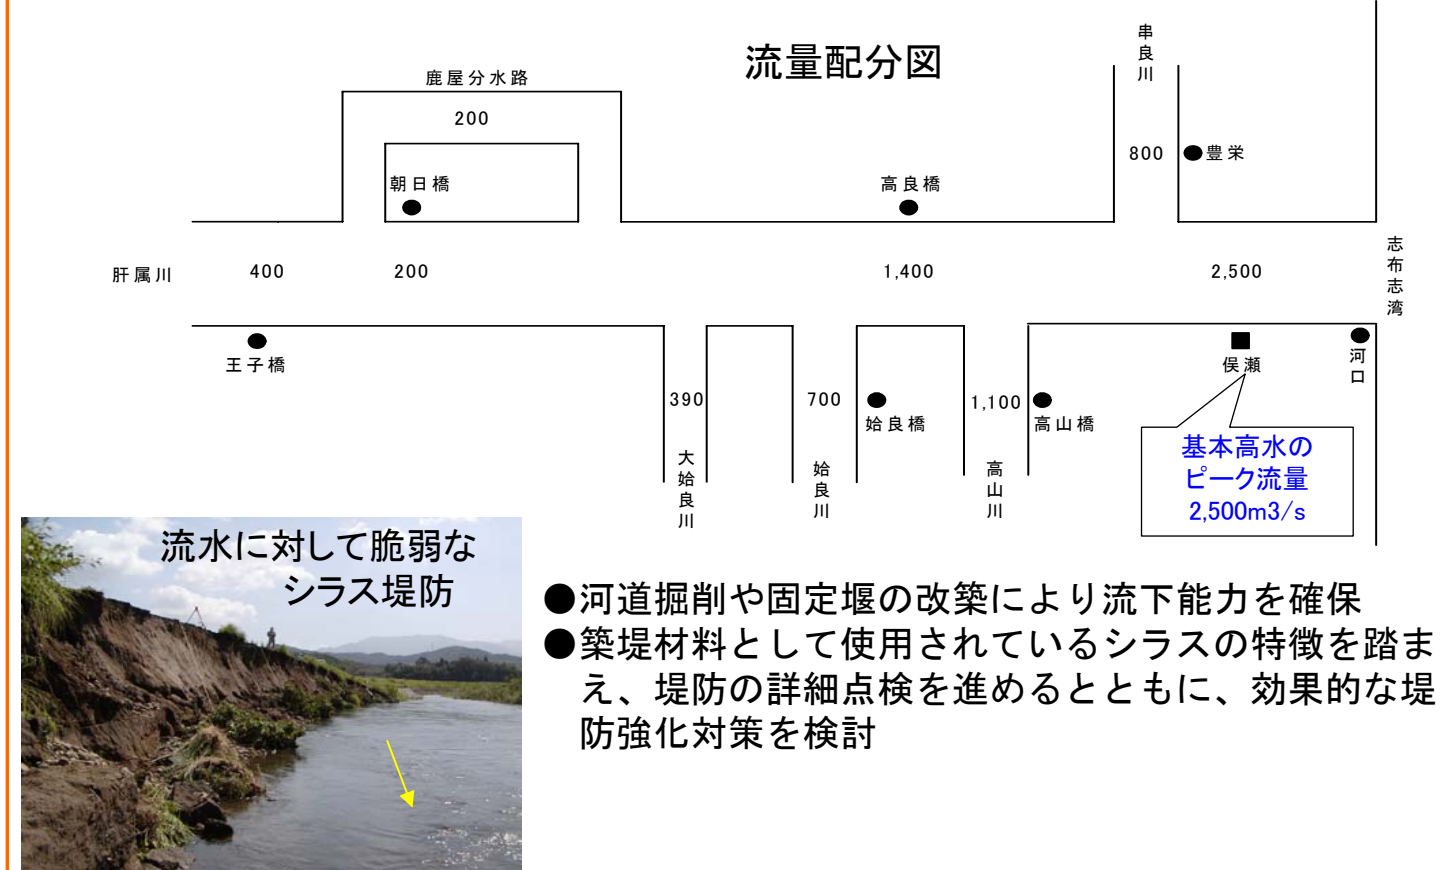 流量配分図
串良川
鹿屋分水路
200
800
豊栄
朝日橋
高良橋
肝属川
400
200
1,400
2,500
志布志湾
王子橋
俣瀬
河口
390
700
姶良橋
1,100
高山橋
大姶良川
姶良川
高山川
基本高水の
ピーク流量
2,500m3/s
流水に対して脆弱な
シラス堤防
●河道掘削や固定堰の改築により流下能力を確保
●築堤材料として使用されているシラスの特徴を踏ま
え、堤防の詳細点検を進めるとともに、効果的な堤
防強化対策を検討